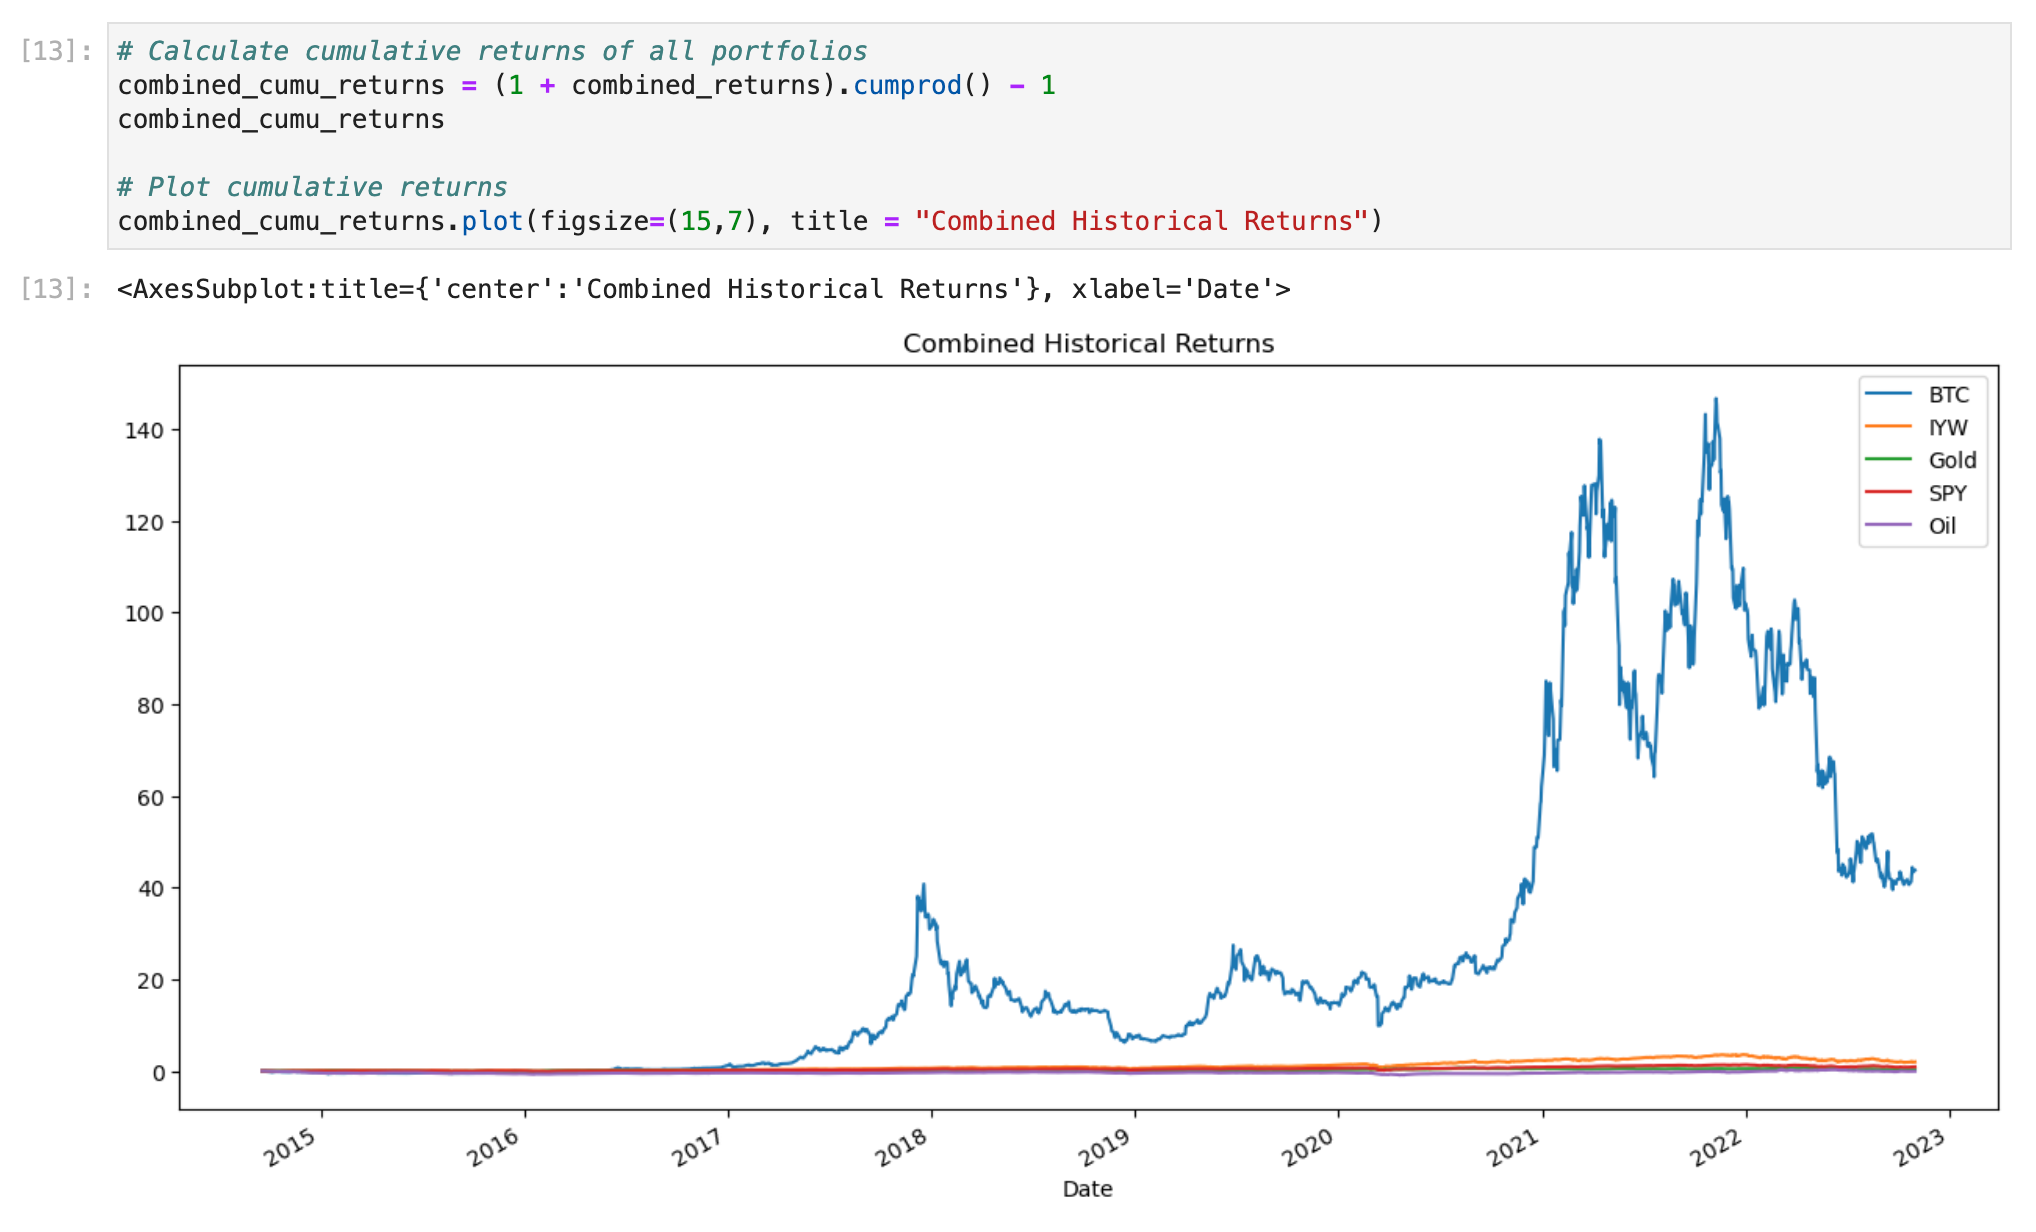 [13]: # Calculate cumulative returns of all portfolios
combined_cumu_returns = (1 + combined_returns).cumprod() - 1
combined_cumu_returns
# Plot cumulative returns
combined_cumu_returns.plot(figsize=(15,7), title = "Combined Historical Returns")
[13]: <AxesSubplot:title={'center':'Combined Historical Returns'}, xlabel='Date'>
Combined Historical Returns
BTC
IYW
Gold
SPY
Oil
140
120
100
80
60
40
20
0
2015 2016 2017 2018 2019 2020 2021 2022 2023
Date